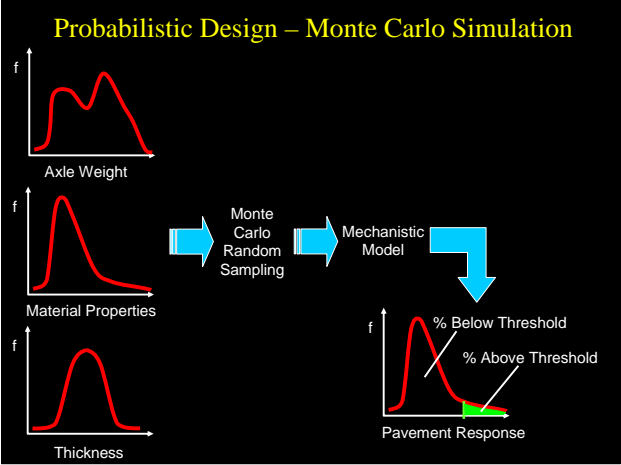 Probabilistic Design – Monte Carlo Simulation
f
Axle Weight
f
Material Properties
f
Thickness
Monte
Carlo
Random
Sampling
Mechanistic
Model
f
% Below Threshold
% Above Threshold
Pavement Response